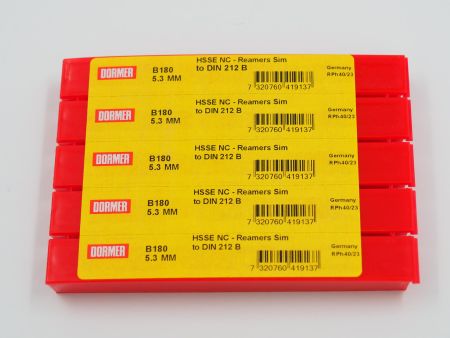 DORMER
B180
5.3 MM
HSSE NC - Reamers Sim
to DIN 212 B
7 320760 419137
Germany
RPh40/23
DORMER
B180
5.3 MM
HSSE NC - Reamers Sim
to DIN 212 B
7 320760 419137
Germany
RPh40/23
DORMER
B180
5.3 MM
HSSE NC - Reamers Sim
to DIN 212 B
7 320760 419137
Germany
RPh40/23
DORMER
B180
5.3 MM
HSSE NC - Reamers Sim
to DIN 212 B
7 320760 419137
Germany
RPh40/23
DORMER
B180
5.3 MM
HSSE NC - Reamers Sim
to DIN 212 B
7 320760 419137
Germany
RPh40/23